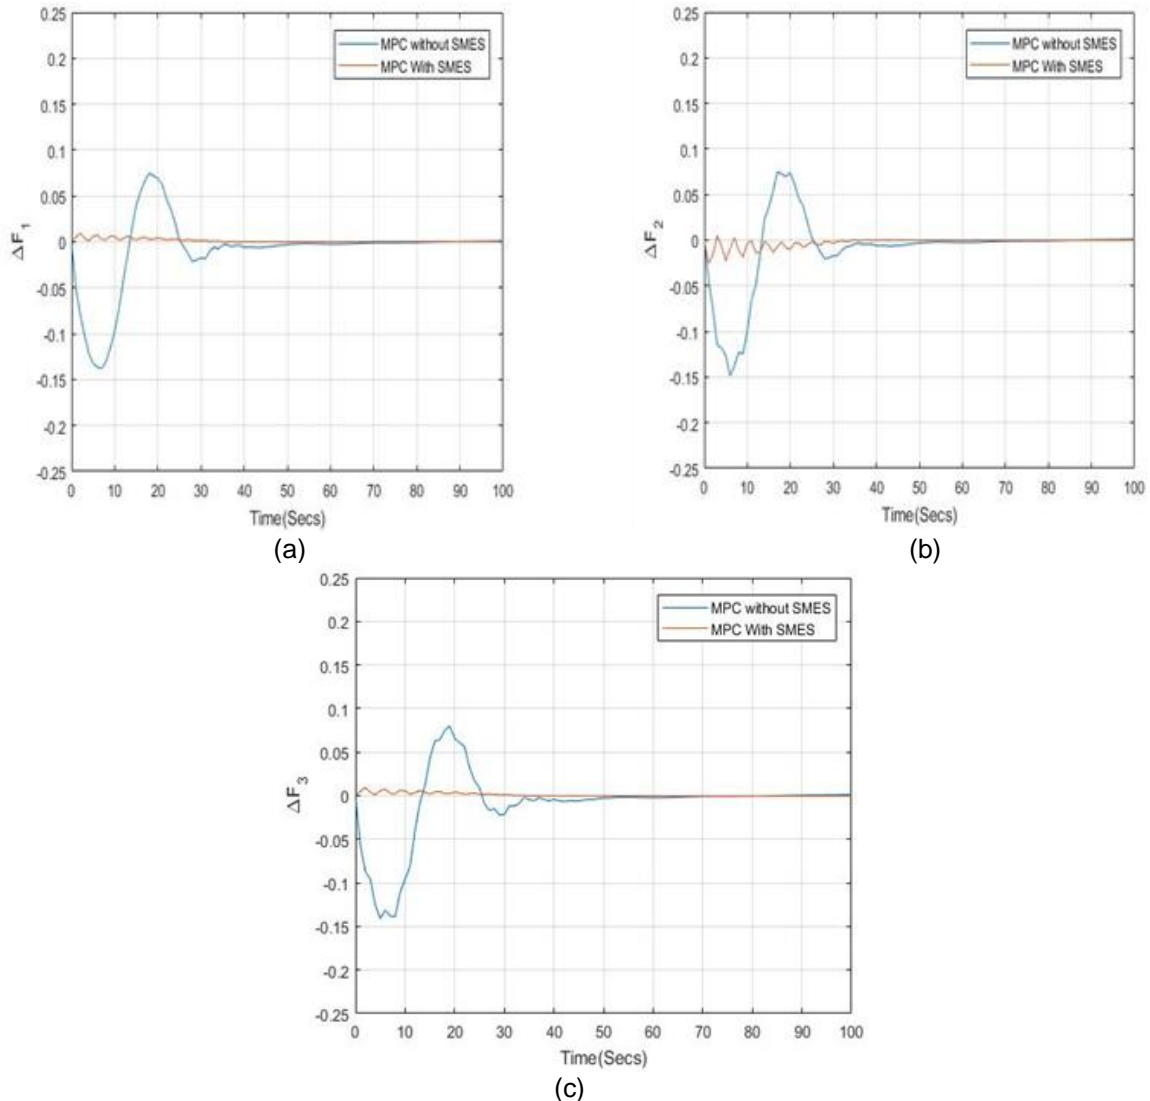 0.25
0.2
0.15
0.1
0.05
0
-0.05
-0.1
-0.15
-0.2
-0.25
ΔF1
MPC without SMES
MPC With SMES
0 10 20 30 40 50 60 70 80 90 100
Time(Secs)
(a)
0.25
0.2
0.15
0.1
0.05
0
-0.05
-0.1
-0.15
-0.2
-0.25
ΔF2
MPC without SMES
MPC With SMES
0 10 20 30 40 50 60 70 80 90 100
Time(Secs)
(b)
0.25
0.2
0.15
0.1
0.05
0
-0.05
-0.1
-0.15
-0.2
-0.25
ΔF3
MPC without SMES
MPC With SMES
0 10 20 30 40 50 60 70 80 90 100
Time(Secs)
(c)